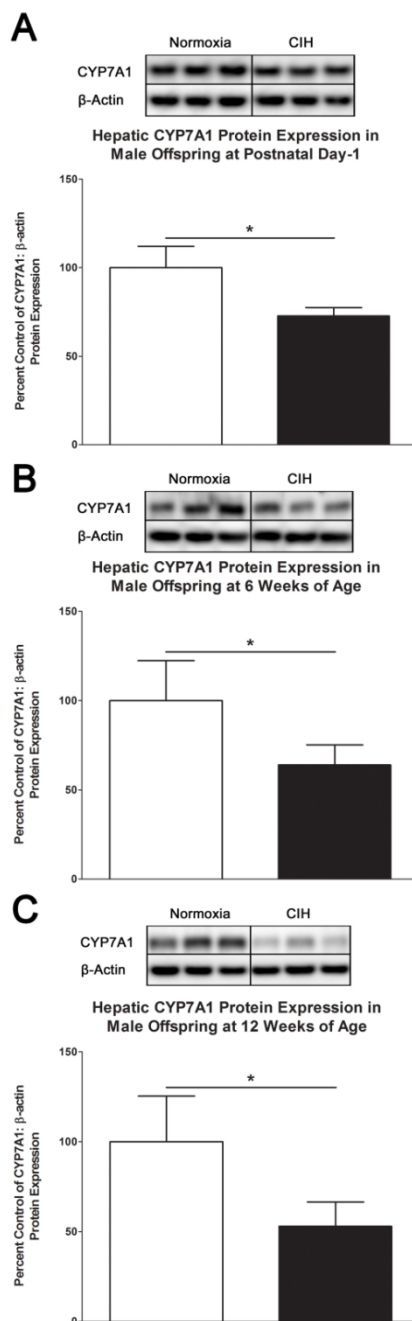 A
Normoxia CIH
CYP7A1
β-Actin
Hepatic CYP7A1 Protein Expression in
Male Offspring at Postnatal Day-1
Percent Control of CYP7A1: β-actin
Protein Expression
150
*
100
50
0
B
Normoxia CIH
CYP7A1
β-Actin
Hepatic CYP7A1 Protein Expression in
Male Offspring at 6 Weeks of Age
Percent Control of CYP7A1: β-actin
Protein Expression
150
*
100
50
0
C
Normoxia CIH
CYP7A1
β-Actin
Hepatic CYP7A1 Protein Expression in
Male Offspring at 12 Weeks of Age
Percent Control of CYP7A1: β-actin
Protein Expression
150
*
100
50
0